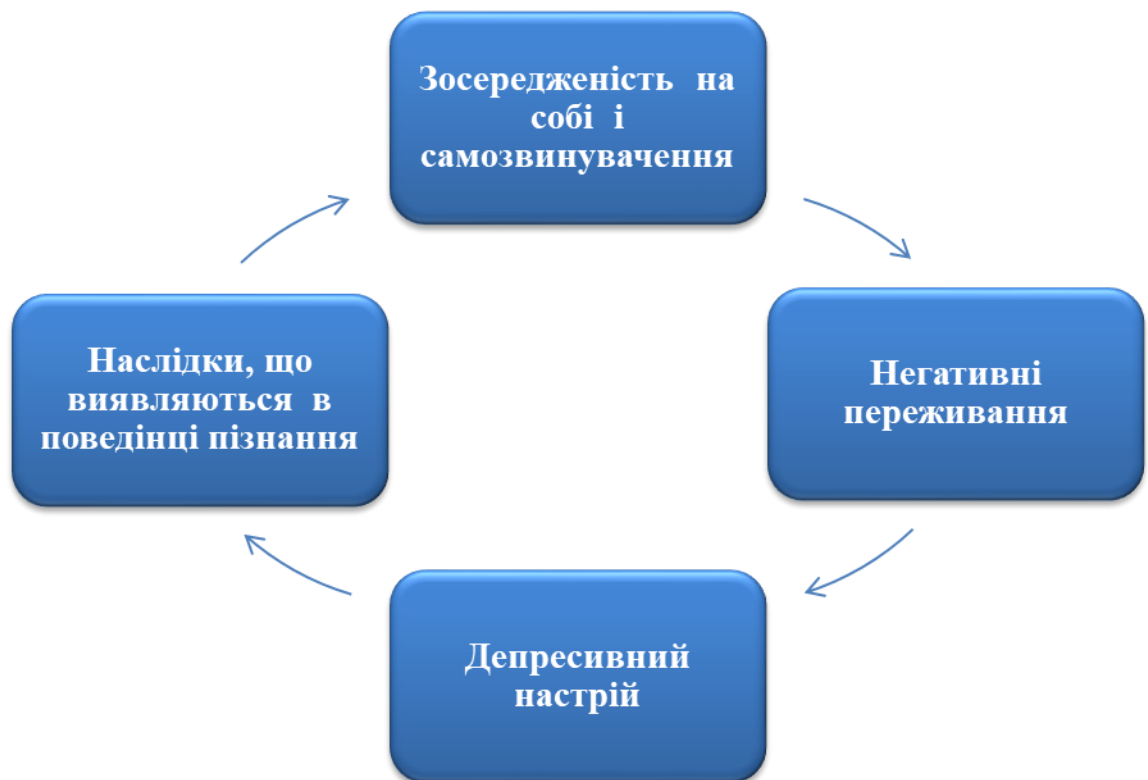 Зосередженість на
собі і
самозвинувачення
Негативні
переживання
Депресивний
настрій
Наслідки, що
виявляються в
поведінці пізнання